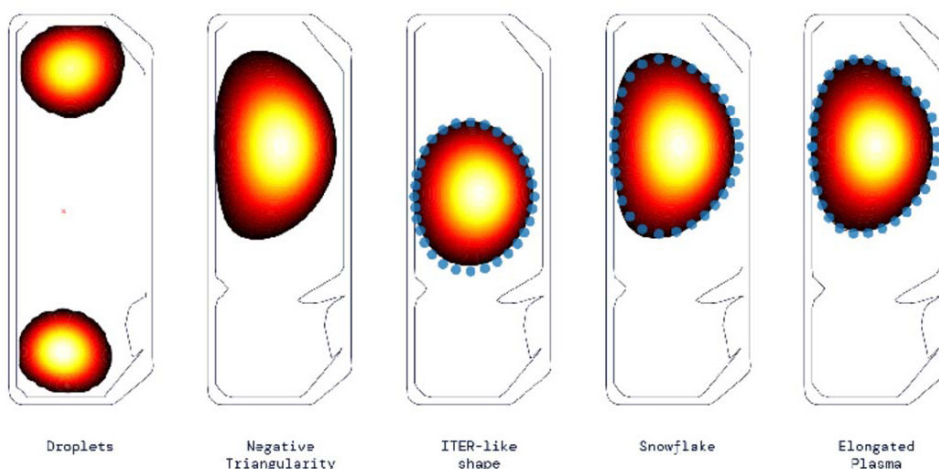 Droplets
Negative
Triangularity
ITER-like
shape
Snowflake
Elongated
Plasma